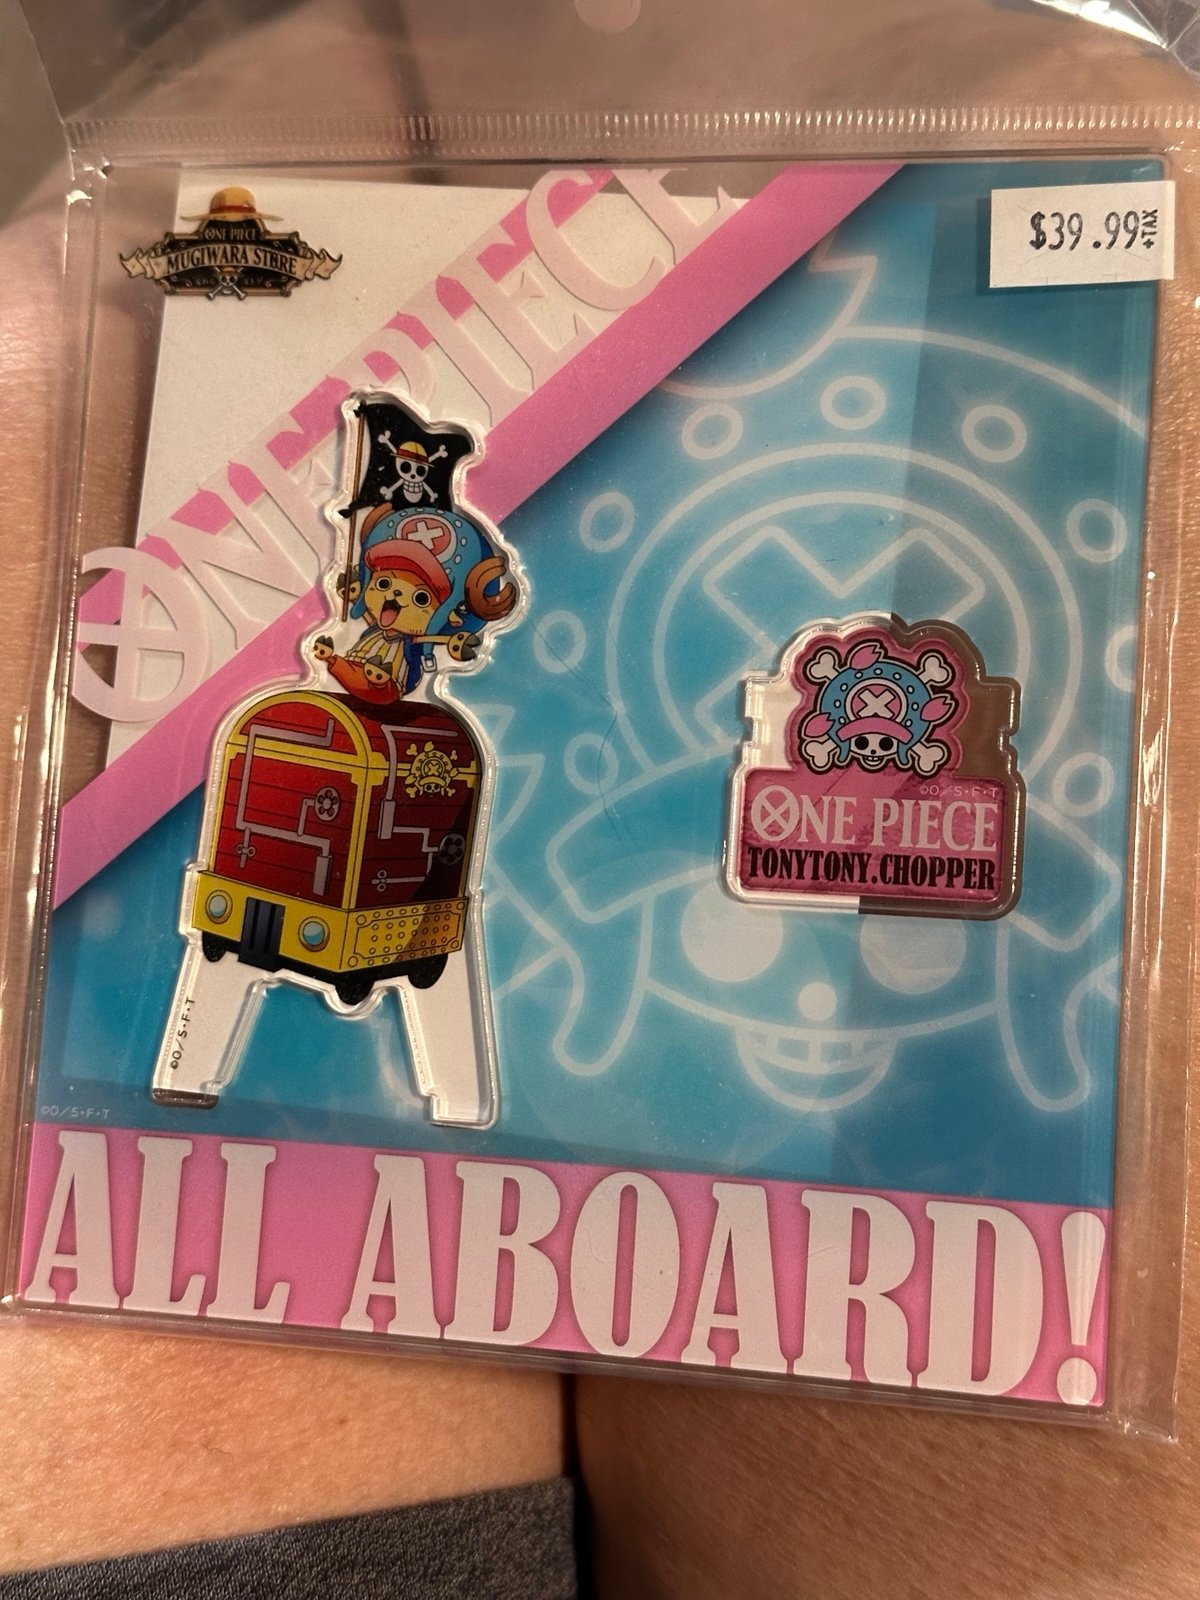 ONE PIECE
MUGIWARA STORE
$39.99
+TAX
ONE PIECE
©O/S・F・T
ONE PIECE
TONYTONY.CHOPPER
©O/S・F・T
©O/S・F・T
ALL ABOARD!